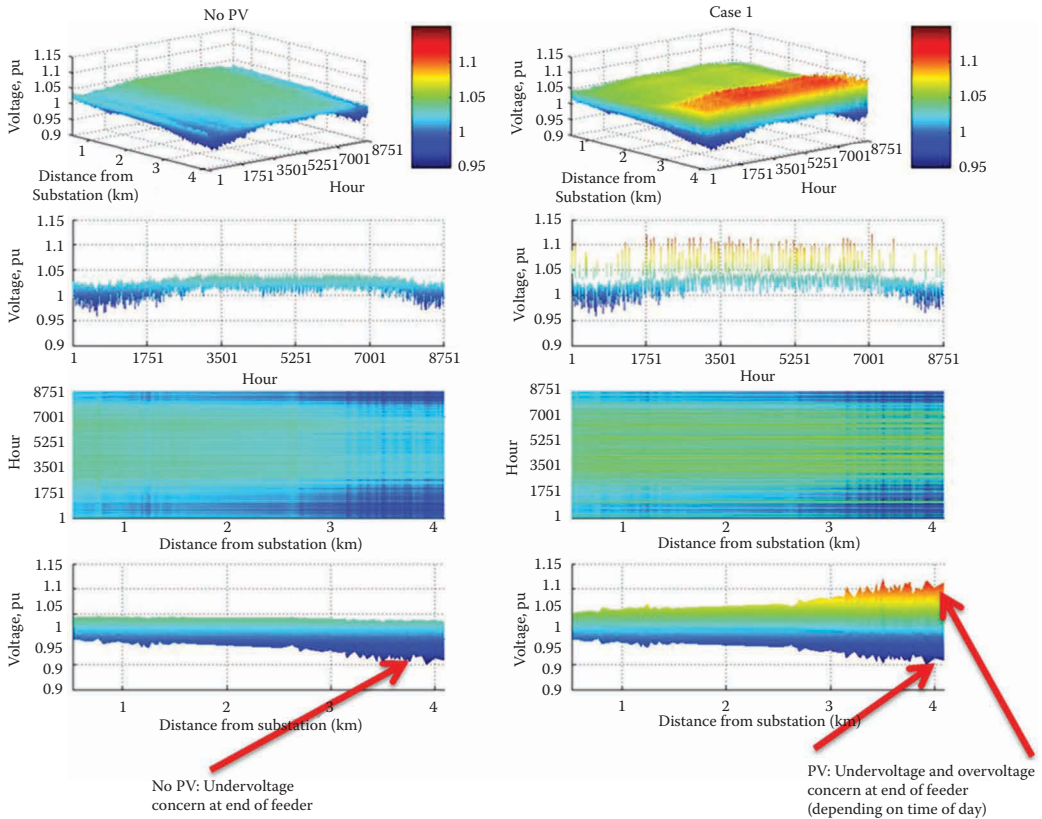 No PV
Case 1
1.15
1.1
1.05
1
0.95
0.9
Voltage, pu
1
2
3
4
Distance from
Substation (km)
1
1751
3501
5251
7001
8751
Hour
1.1
1.05
1
0.95
1.15
1.1
1.05
1
0.95
0.9
Voltage, pu
1
2
3
4
Distance from
Substation (km)
1
1751
3501
5251
7001
8751
Hour
1.1
1.05
1
0.95
1.15
1.1
1.05
1
0.95
0.9
Voltage, pu
1 1751 3501 5251 7001 8751
Hour
1.15
1.1
1.05
1
0.95
0.9
Voltage, pu
1 1751 3501 5251 7001 8751
8751
7001
5251
3501
1751
1
Hour
1 2 3 4
Distance from substation (km)
8751
7001
5251
3501
1751
1
Hour
1 2 3 4
Distance from substation (km)
1.15
1.1
1.05
1
0.95
0.9
0.9
Voltage, pu
1 2 3 4
Distance from substation (km)
1.15
1.1
1.05
1
0.95
0.9
0.9
Voltage, pu
1 2 3 4
Distance from substation (km)
No PV: Undervoltage
concern at end of feeder
PV: Undervoltage and overvoltage
concern at end of feeder
(depending on time of day)